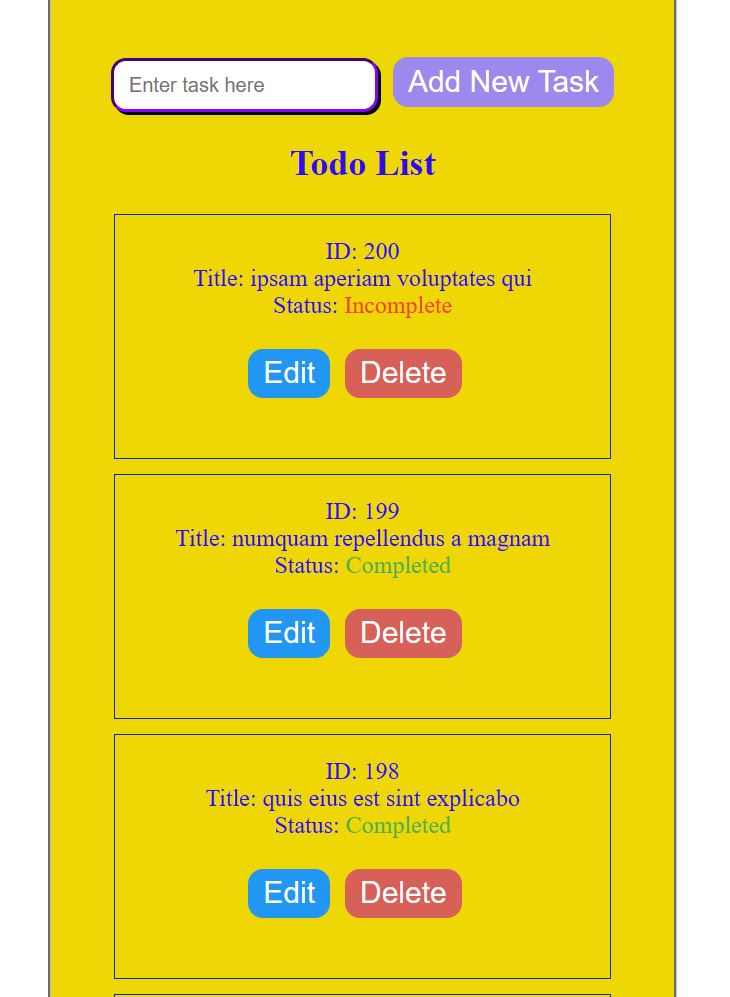 Enter task here
Add New Task
Todo List
ID: 200
Title: ipsam aperiam voluptates qui
Status: Incomplete
Edit Delete
ID: 199
Title: numquam repellendus a magnam
Status: Completed
Edit Delete
ID: 198
Title: quis eius est sint explicabo
Status: Completed
Edit Delete